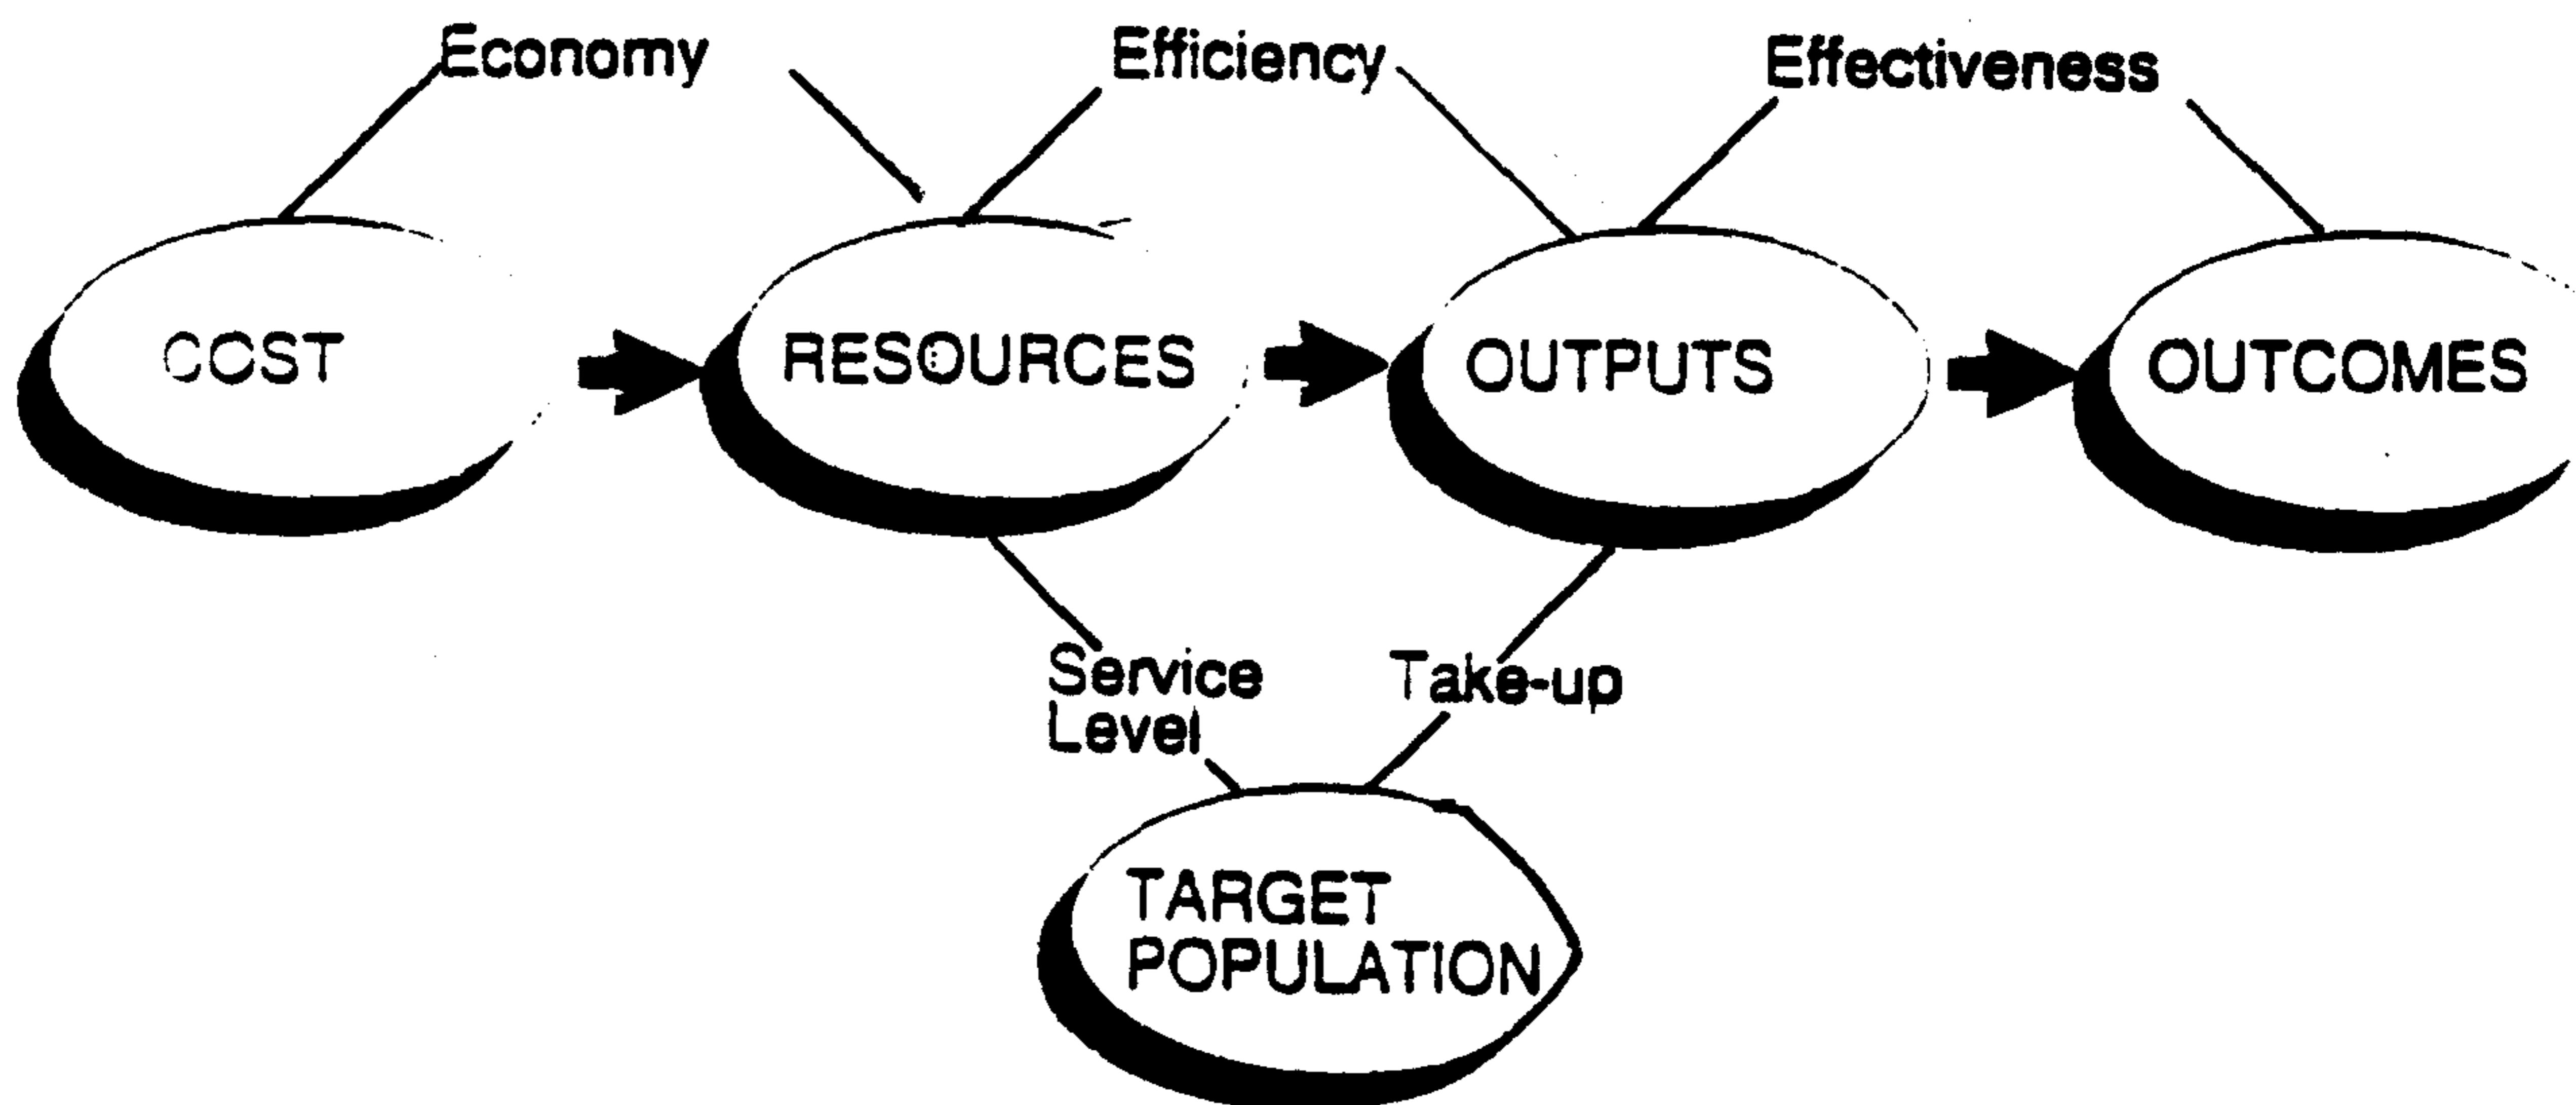 Economy
Efficiency
Effectiveness
COST
RESOURCES
OUTPUTS
OUTCOMES
Service
Level
Take-up
TARGET
POPULATION